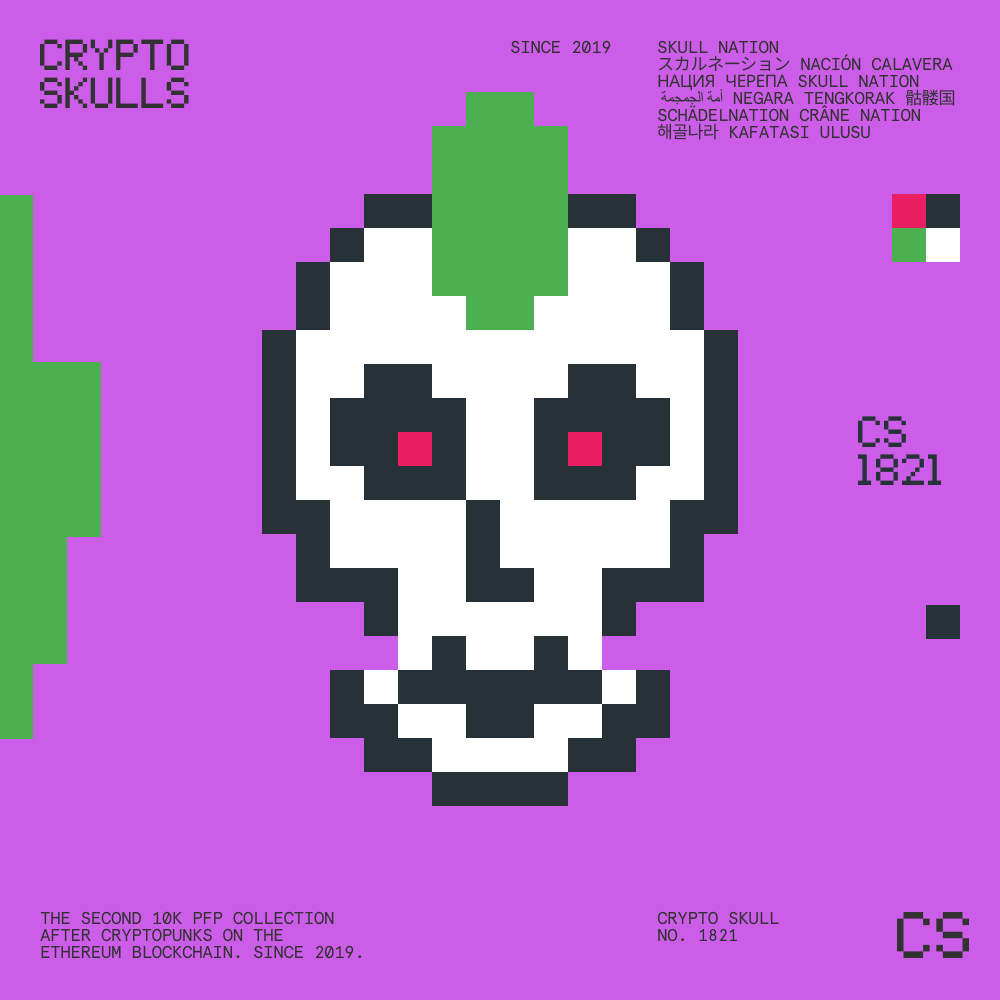 CRYPTO
SKULLS
SINCE 2019
SKULL NATION
スカルネーション NACIÓN CALAVERA
НАЦИЯ ЧЕРЕПА SKULL NATION
أمة الجمجمة NEGARA TENGKORAK 骷髅国
SCHÄDELNATION CRÂNE NATION
해골나라 KAFATASI ULUSU
CS
1821
THE SECOND 10K PFP COLLECTION
AFTER CRYPTOPUNKS ON THE
ETHEREUM BLOCKCHAIN. SINCE 2019.
CRYPTO SKULL
NO. 1821
CS